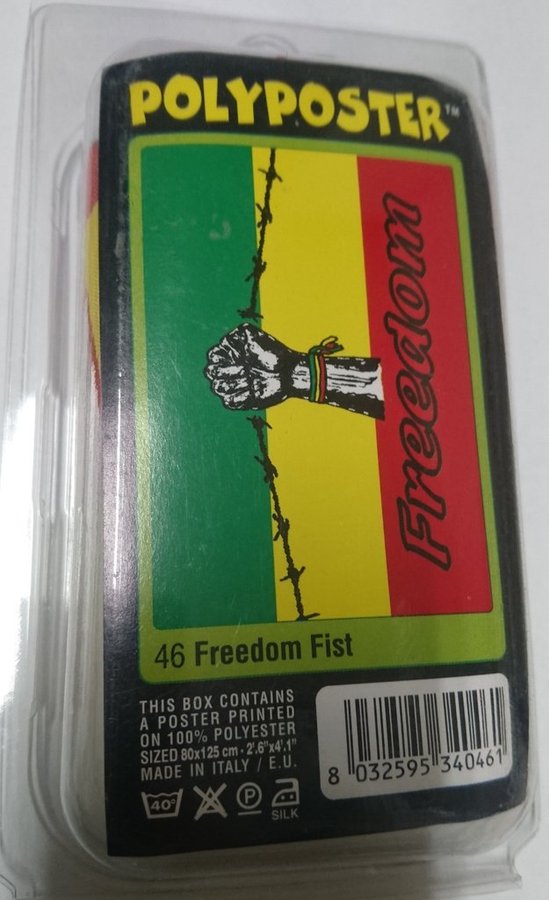 POLYPOSTER™
Freedom
46 Freedom Fist
THIS BOX CONTAINS
A POSTER PRINTED
ON 100% POLYESTER
SIZED 80x125 cm - 2'.6"x4'.1"
MADE IN ITALY / E.U.
40°
P
SILK
8 032595 340461